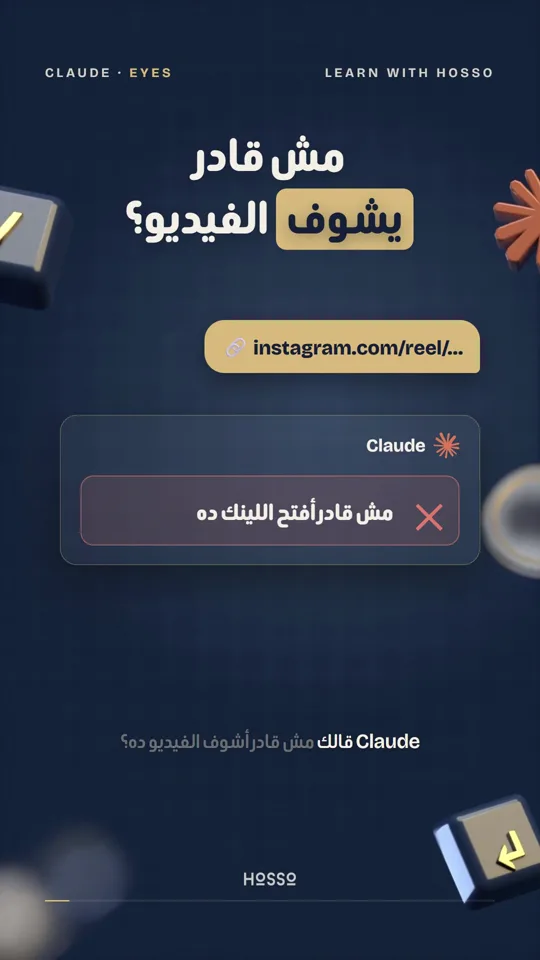 CLAUDE · EYES
LEARN WITH HOSSO
مش قادر
يشوف الفيديو؟
instagram.com/reel/...
Claude
مش قادر أفتح اللينك ده
Claude قالك مش قادر أشوف الفيديو ده؟
HOSSO